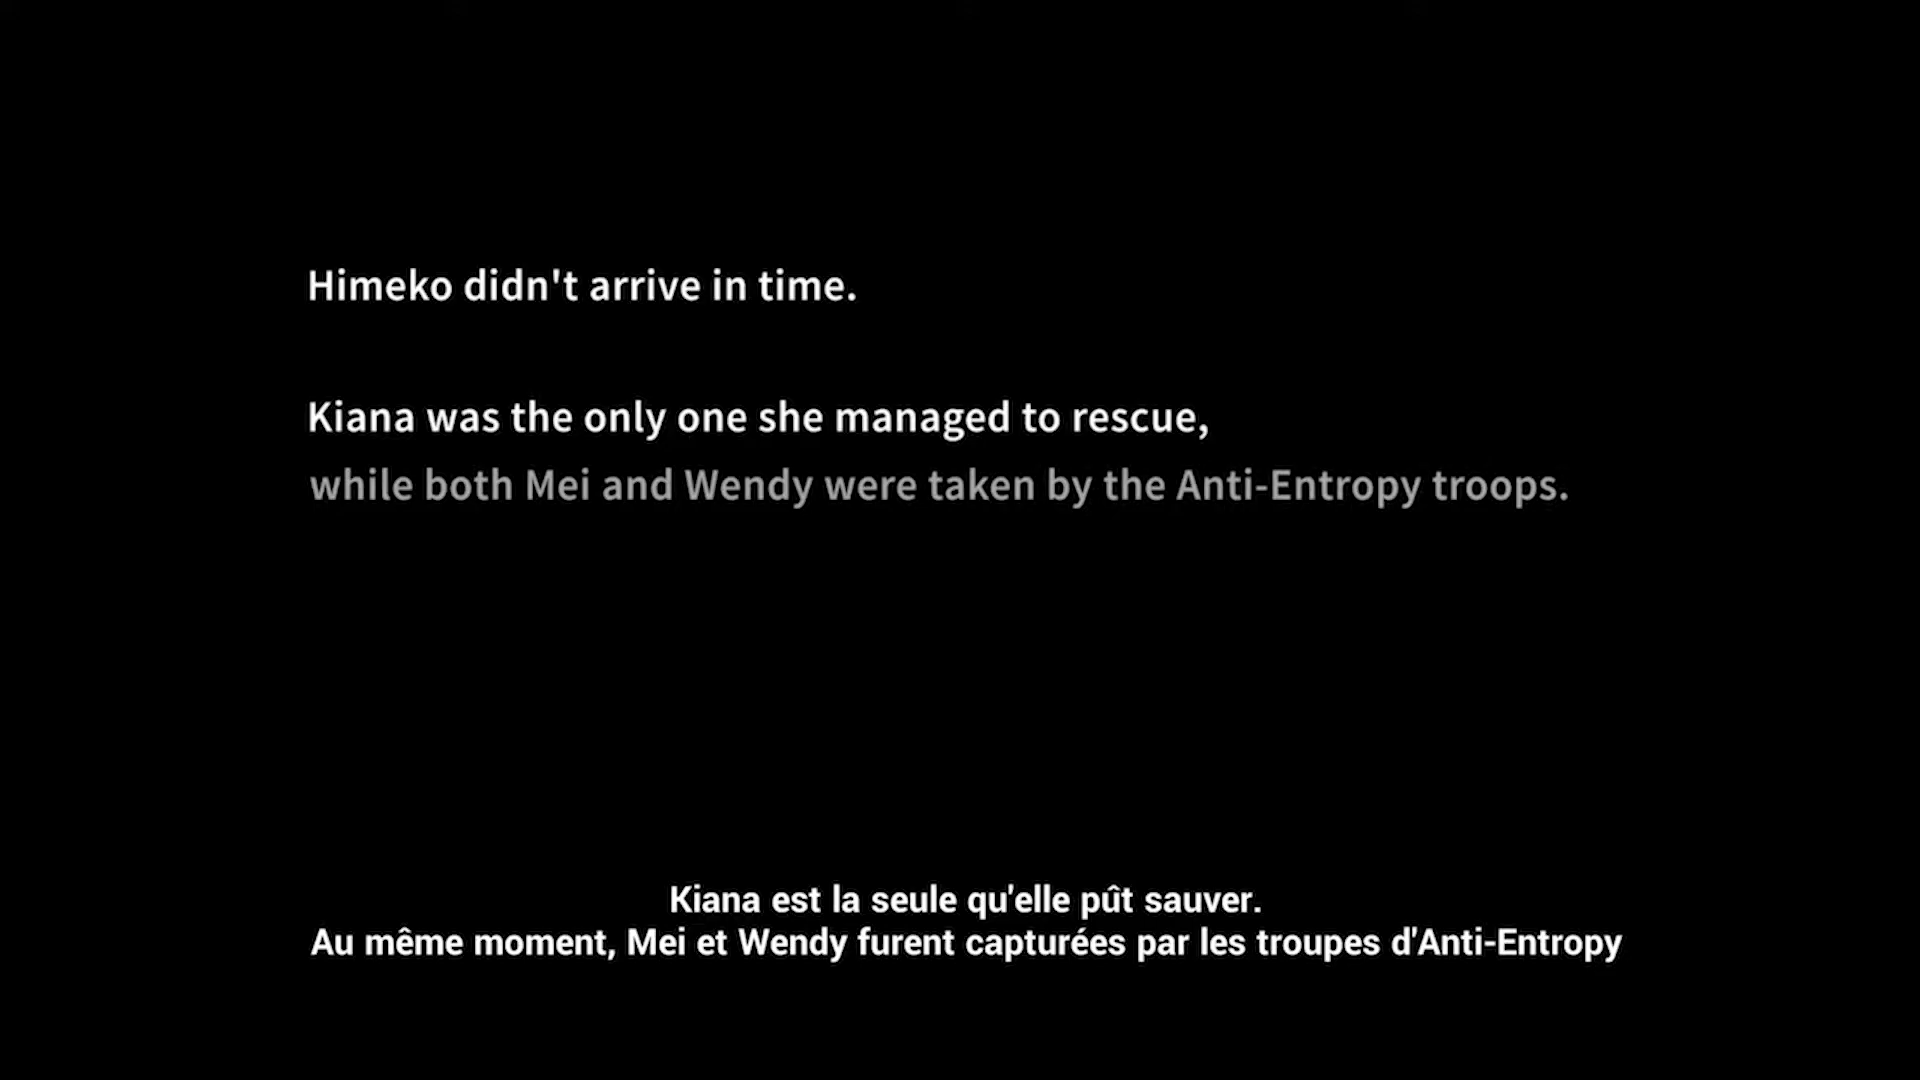 Himeko didn't arrive in time.
Kiana was the only one she managed to rescue,
while both Mei and Wendy were taken by the Anti-Entropy troops.
Kiana est la seule qu'elle pût sauver.
Au même moment, Mei et Wendy furent capturées par les troupes d'Anti-Entropy